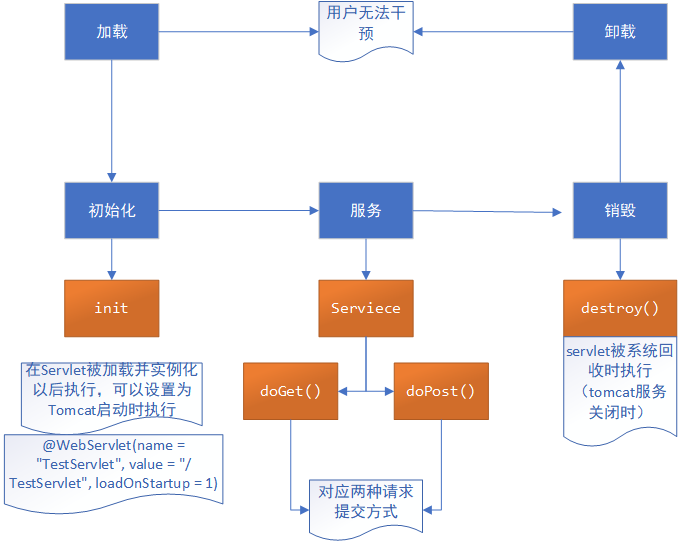 加载
用户无法干
预
卸载
初始化
服务
销毁
init
Serviece
destroy()
在Servlet被加载并实例化
以后执行，可以设置为
Tomcat启动时执行
servlet被系统回
收时执行
（tomcat服务
关闭时）
doGet()
doPost()
@WebServlet(name =
"TestServlet", value = "/
TestServlet", loadOnStartup = 1)
对应两种请求
提交方式